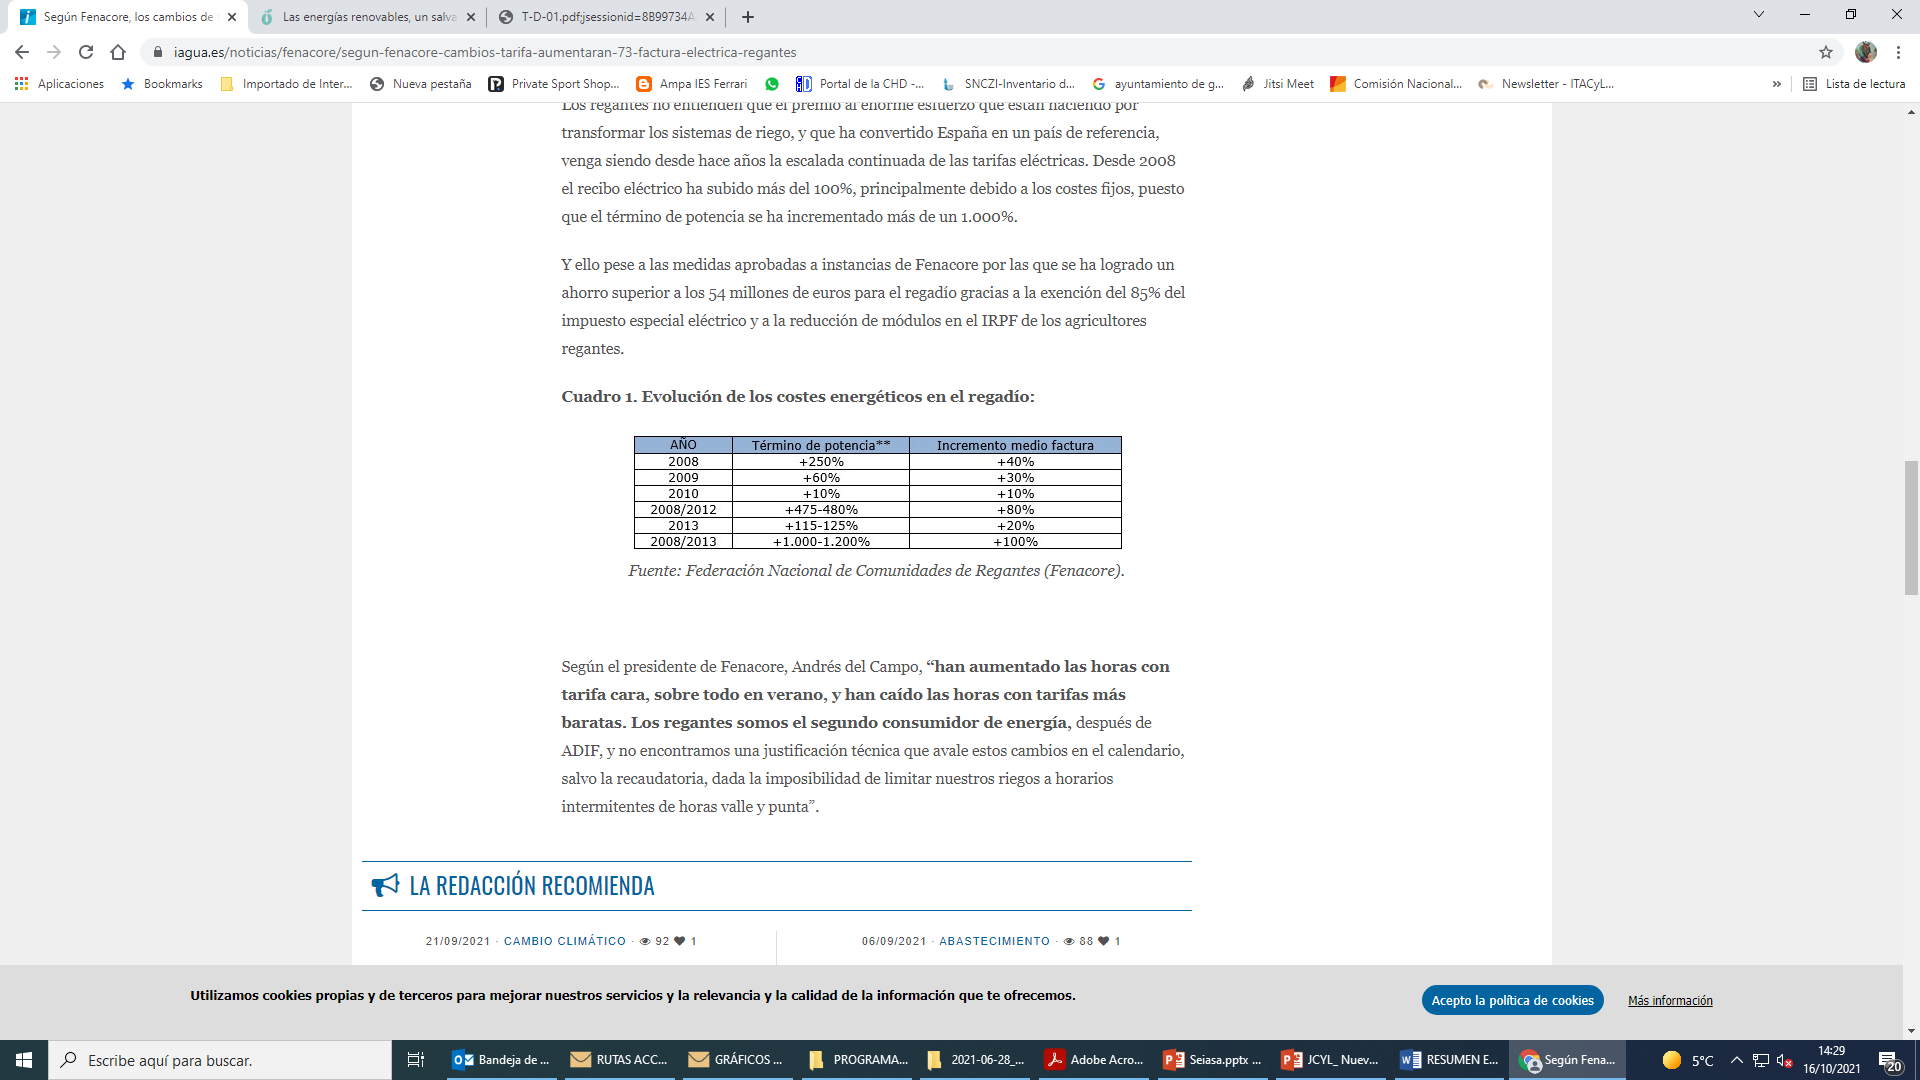 Según Fenacore, los cambios de
Las energías renovables, un salva
T-D-01.pdf;jsessionid=8B99734A
iagua.es/noticias/fenacore/segun-fenacore-cambios-tarifa-aumentaran-73-factura-electrica-regantes
Aplicaciones Bookmarks Importado de Inter... Nueva pestaña Private Sport Shop... Ampa IES Ferrari Portal de la CHD -... SNCZI-Inventario d... ayuntamiento de g... Jitsi Meet Comisión Nacional... Newsletter - ITACyL... » Lista de lectura
Los regantes no entienden que el premio al enorme esfuerzo que están haciendo por
transformar los sistemas de riego, y que ha convertido España en un país de referencia,
venga siendo desde hace años la escalada continuada de las tarifas eléctricas. Desde 2008
el recibo eléctrico ha subido más del 100%, principalmente debido a los costes fijos, puesto
que el término de potencia se ha incrementado más de un 1.000%.
Y ello pese a las medidas aprobadas a instancias de Fenacore por las que se ha logrado un
ahorro superior a los 54 millones de euros para el regadío gracias a la exención del 85% del
impuesto especial eléctrico y a la reducción de módulos en el IRPF de los agricultores
regantes.
Cuadro 1. Evolución de los costes energéticos en el regadío:
AÑO Término de potencia** Incremento medio factura
2008 +250% +40%
2009 +60% +30%
2010 +10% +10%
2008/2012 +475-480% +80%
2013 +115-125% +20%
2008/2013 +1.000-1.200% +100%
Fuente: Federación Nacional de Comunidades de Regantes (Fenacore).
Según el presidente de Fenacore, Andrés del Campo, “han aumentado las horas con
tarifa cara, sobre todo en verano, y han caído las horas con tarifas más
baratas. Los regantes somos el segundo consumidor de energía, después de
ADIF, y no encontramos una justificación técnica que avale estos cambios en el calendario,
salvo la recaudatoria, dada la imposibilidad de limitar nuestros riegos a horarios
intermitentes de horas valle y punta”.
LA REDACCIÓN RECOMIENDA
21/09/2021 · CAMBIO CLIMÁTICO · 92 1
06/09/2021 · ABASTECIMIENTO · 88 1
Utilizamos cookies propias y de terceros para mejorar nuestros servicios y la relevancia y la calidad de la información que te ofrecemos.
Acepto la política de cookies
Más información
Escribe aquí para buscar.
Bandeja de ... RUTAS ACC... GRÁFICOS ... PROGRAMA... 2021-06-28_... Adobe Acro... Seiasa.pptx ... JCYL_ Nuev... RESUMEN E... Según Fena...
5°C
14:29
16/10/2021
20